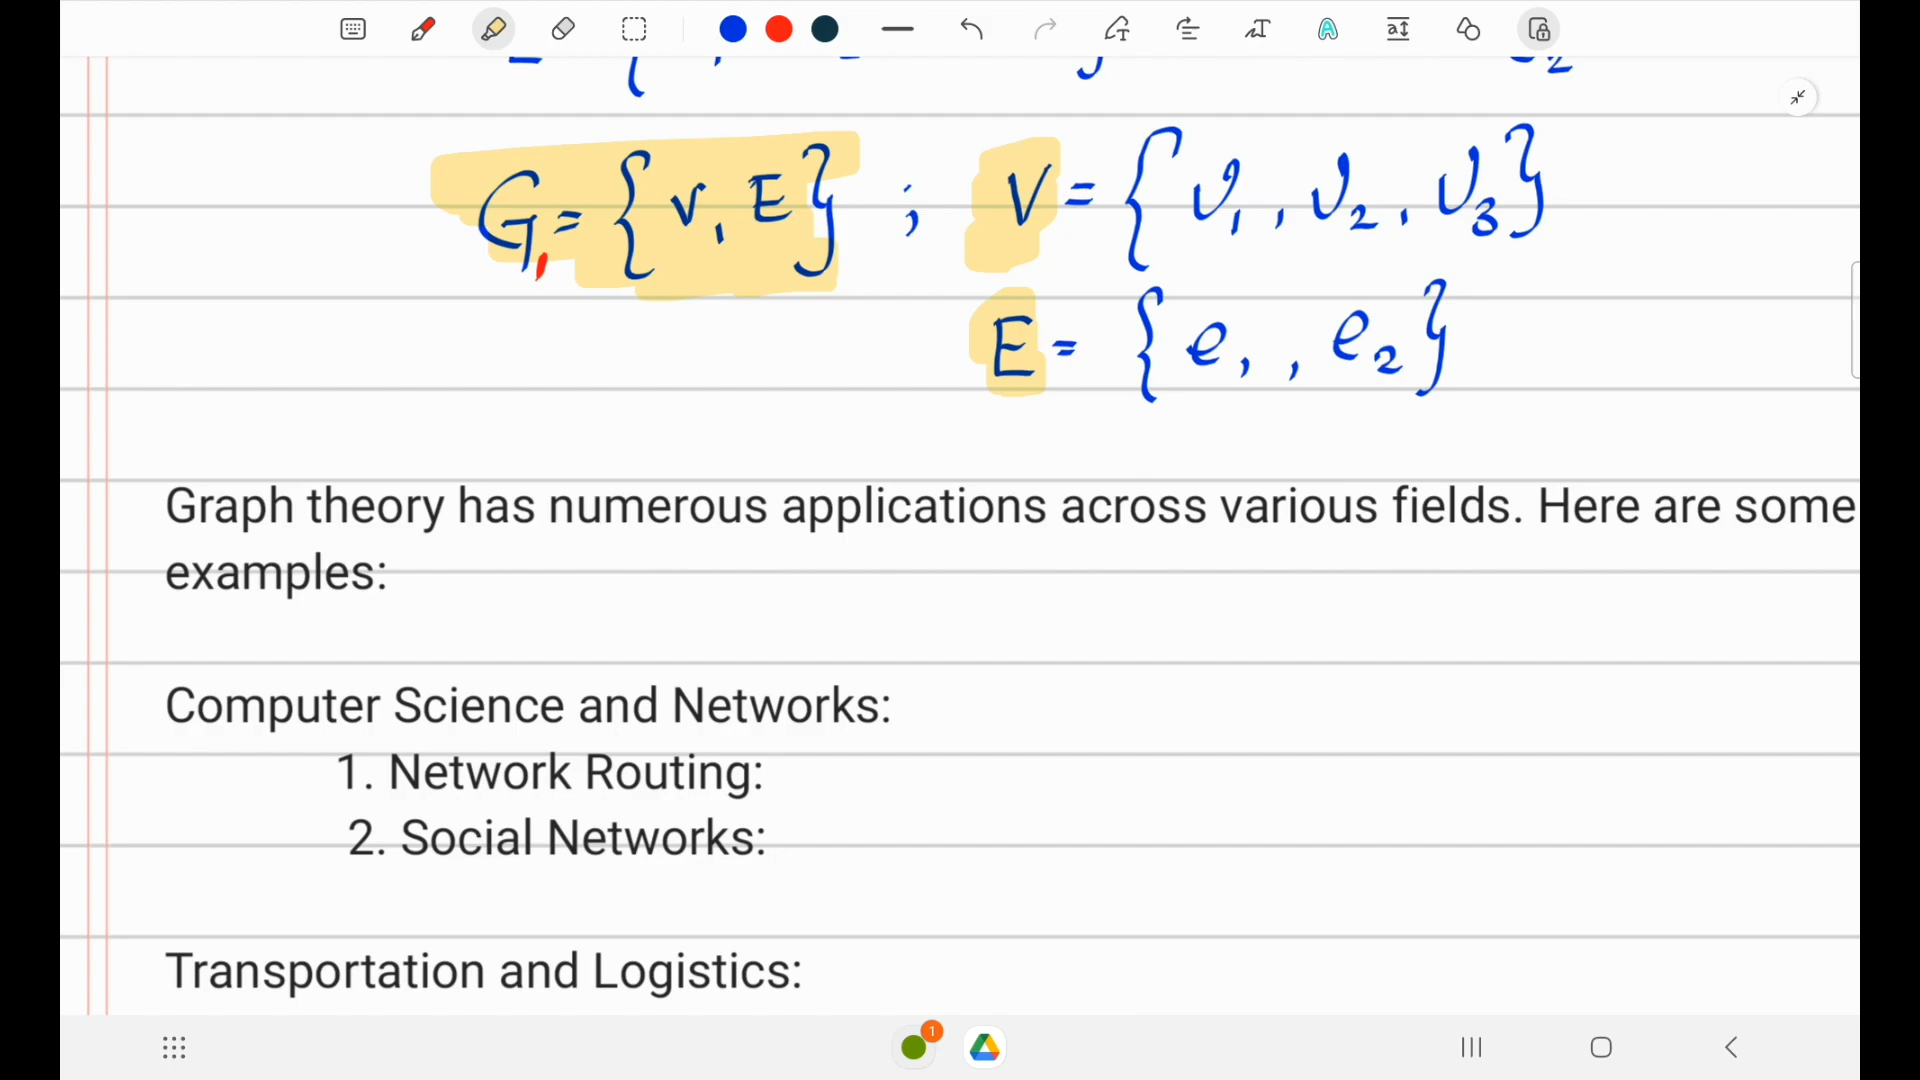 G = { V, E } ; V = { v1, v2, v3 }
E = { e1, e2 }
Graph theory has numerous applications across various fields. Here are some
examples:
Computer Science and Networks:
1. Network Routing:
2. Social Networks:
Transportation and Logistics:
1